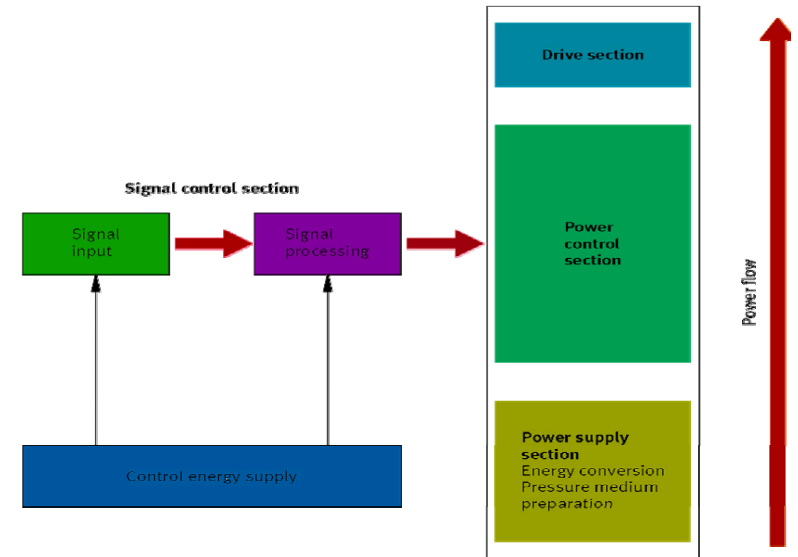 Drive section
Signal control section
Signal
input
Signal
processing
Power
control
section
Power flow
Power supply
section
Energy conversion
Pressure medium
preparation
Control energy supply